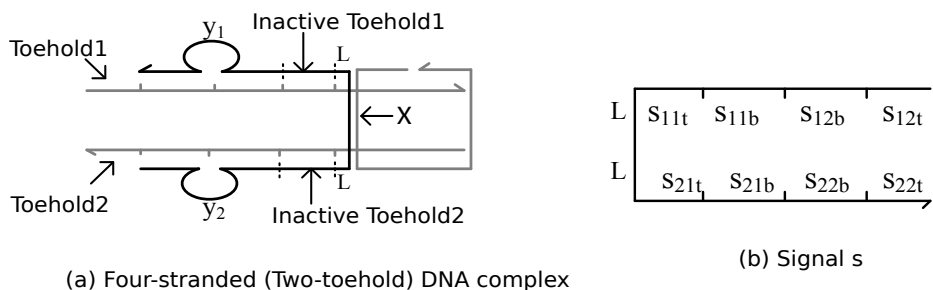 y₁
Inactive Toehold1
Toehold1
L
X
Toehold2
L
y₂
Inactive Toehold2
(a) Four-stranded (Two-toehold) DNA complex
L
s₁₁ₜ s₁₁b s₁₂b s₁₂ₜ
L
s₂₁ₜ s₂₁b s₂₂b s₂₂ₜ
(b) Signal s